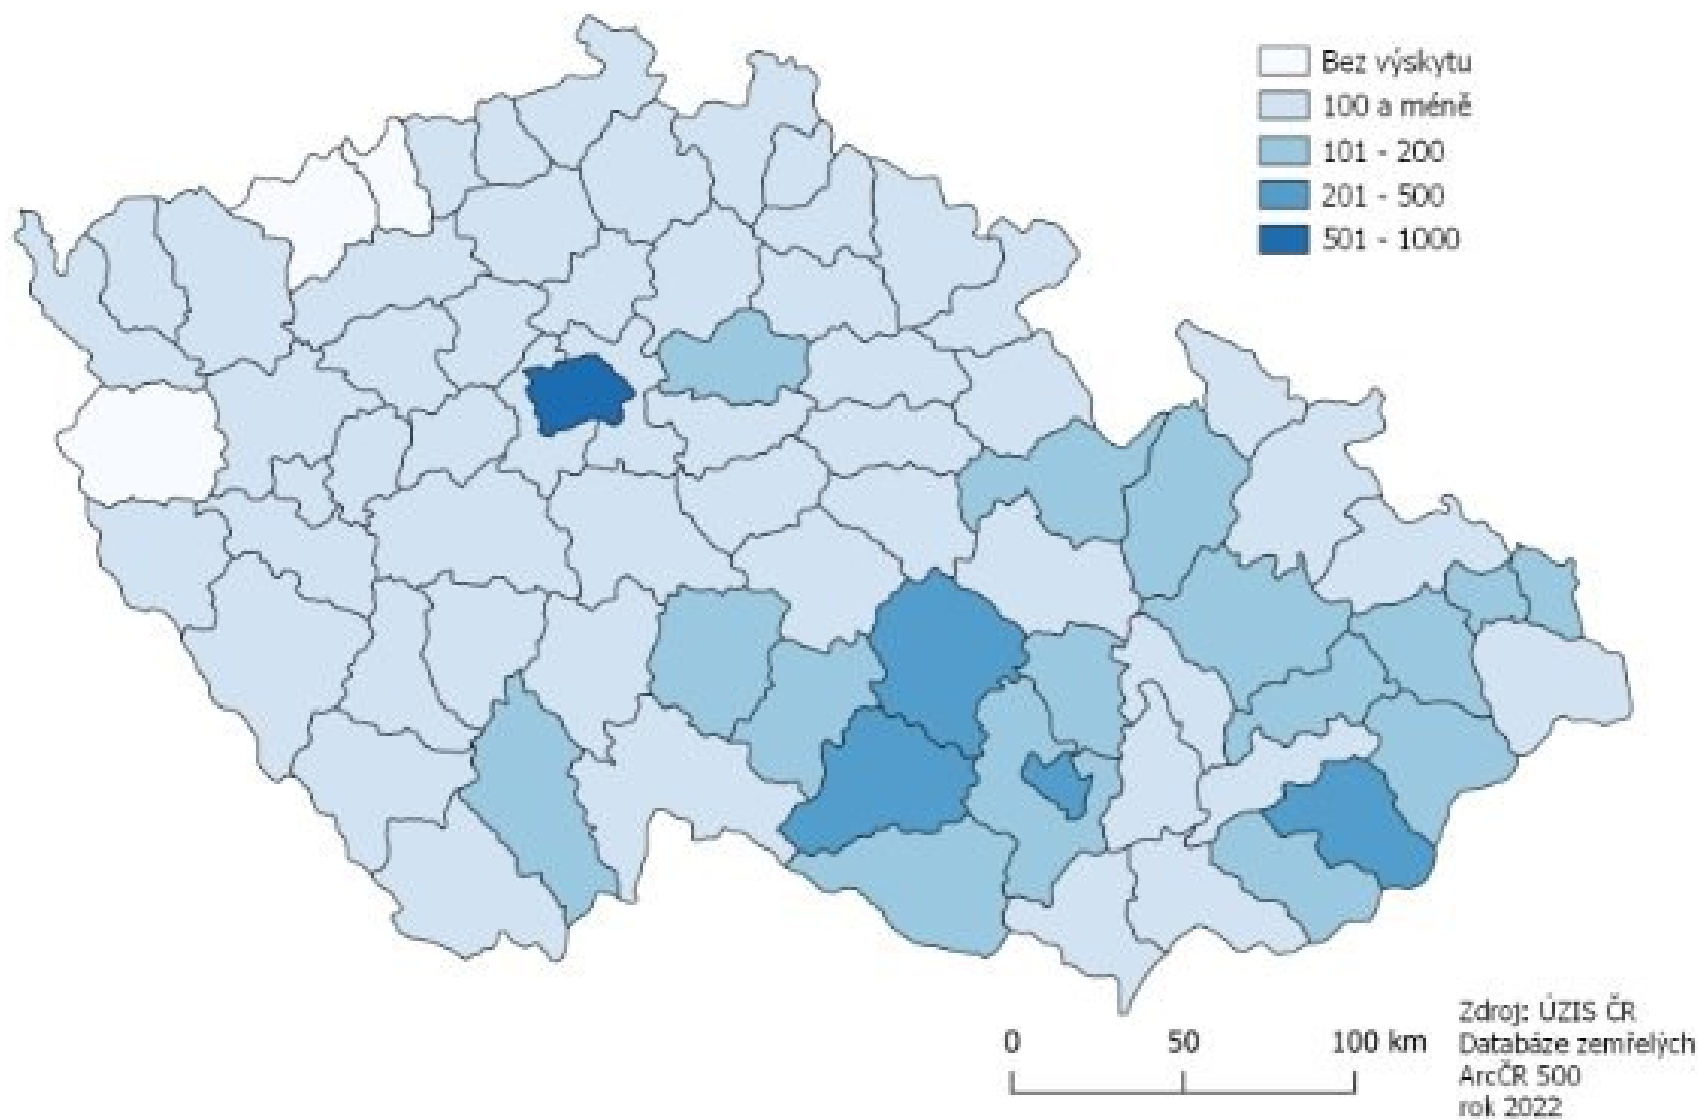 Bez výskytu
100 a méně
101 - 200
201 - 500
501 - 1000
0 50 100 km
Zdroj: ÚZIS ČR
Databáze zemřelých
ArcČR 500
rok 2022